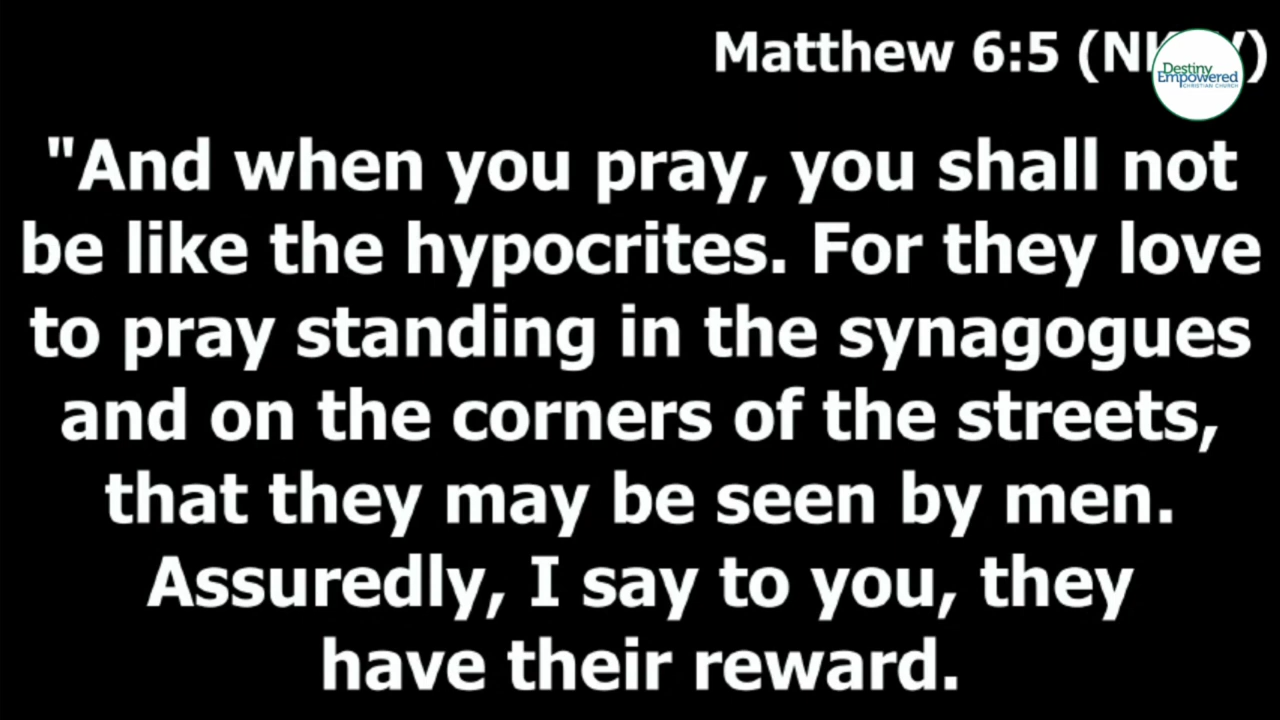 Matthew 6:5
Destiny
Empowered
CHRISTIAN CHURCH
"And when you pray, you shall not
be like the hypocrites. For they love
to pray standing in the synagogues
and on the corners of the streets,
that they may be seen by men.
Assuredly, I say to you, they
have their reward.